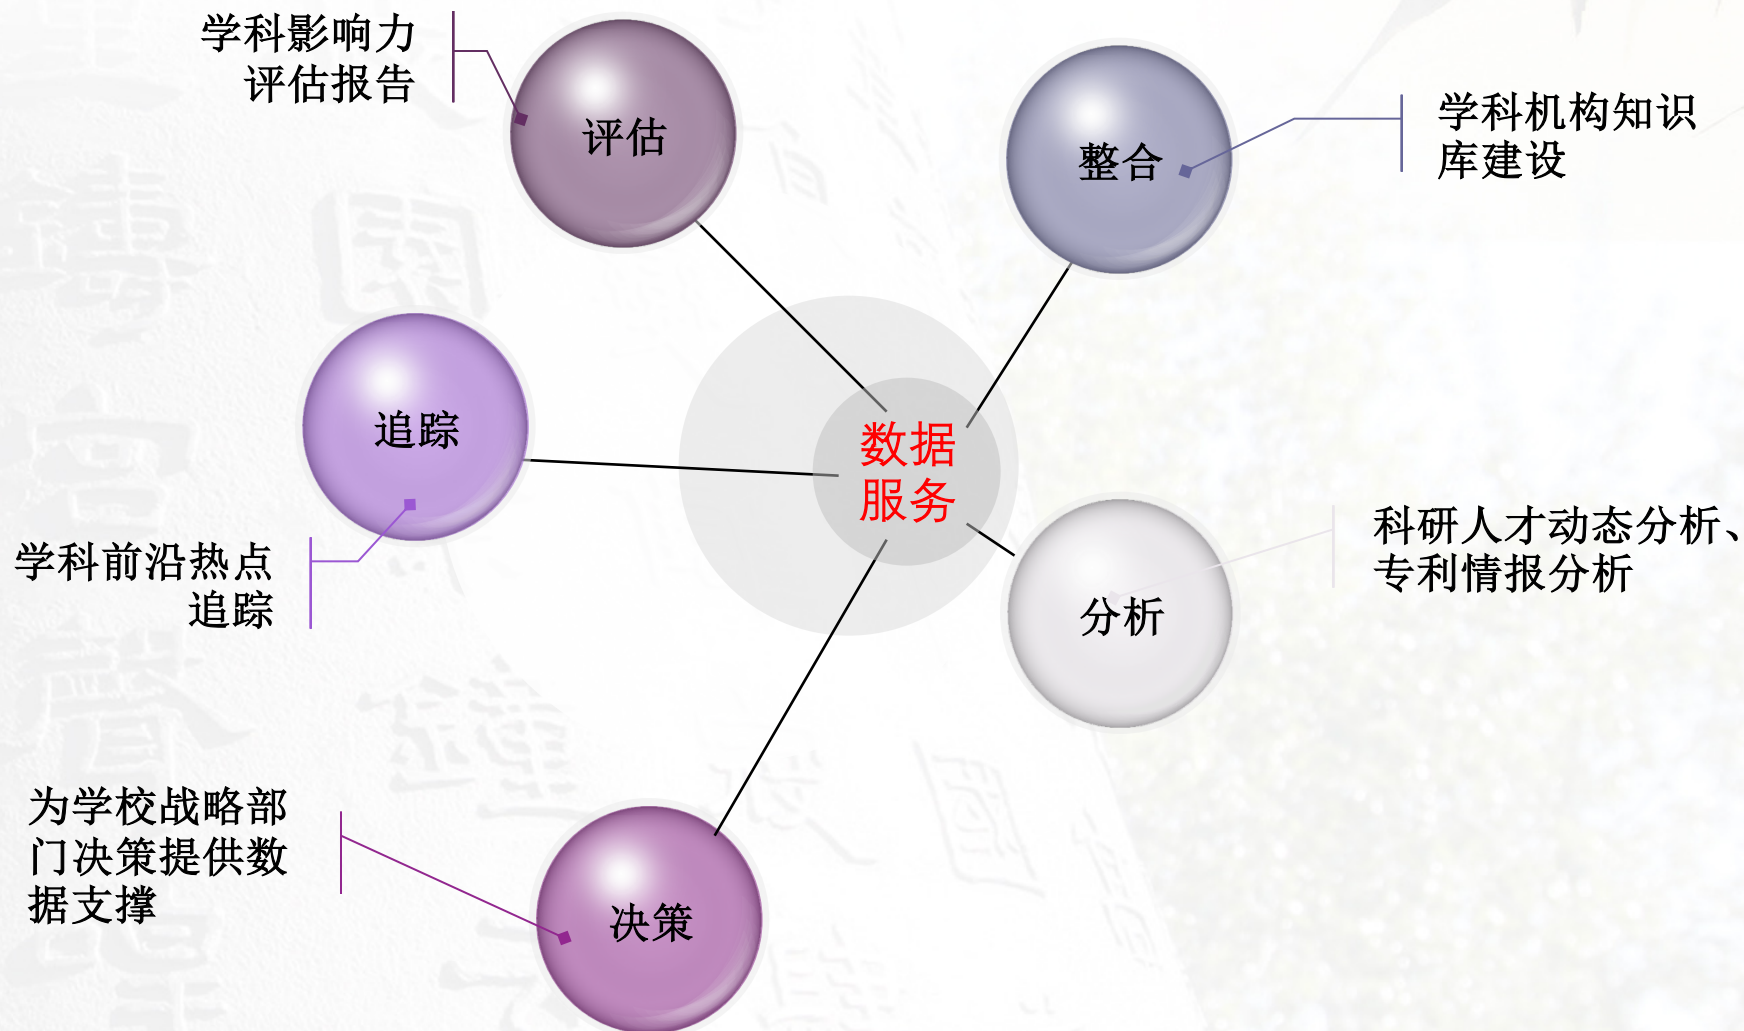 学科影响力
评估报告
评估
整合
学科机构知识
库建设
追踪
学科前沿热点
追踪
数据
服务
分析
科研人才动态分析、
专利情报分析
为学校战略部
门决策提供数
据支撑
决策